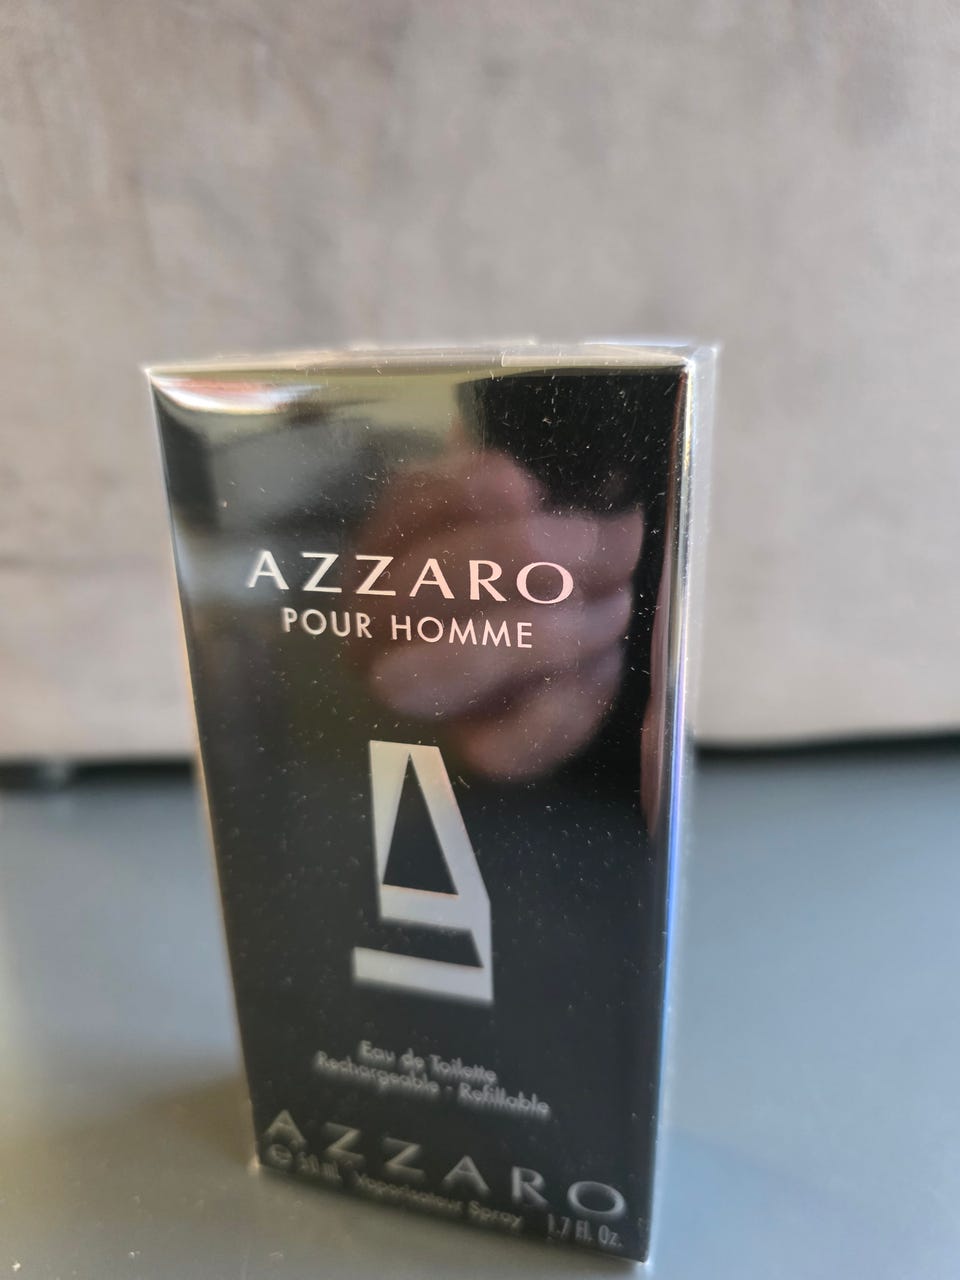 AZZARO
POUR HOMME
Eau de Toilette
Rechargeable · Refillable
AZZARO
℮ 50 ml Vaporisateur Spray 1.7 fl. Oz.